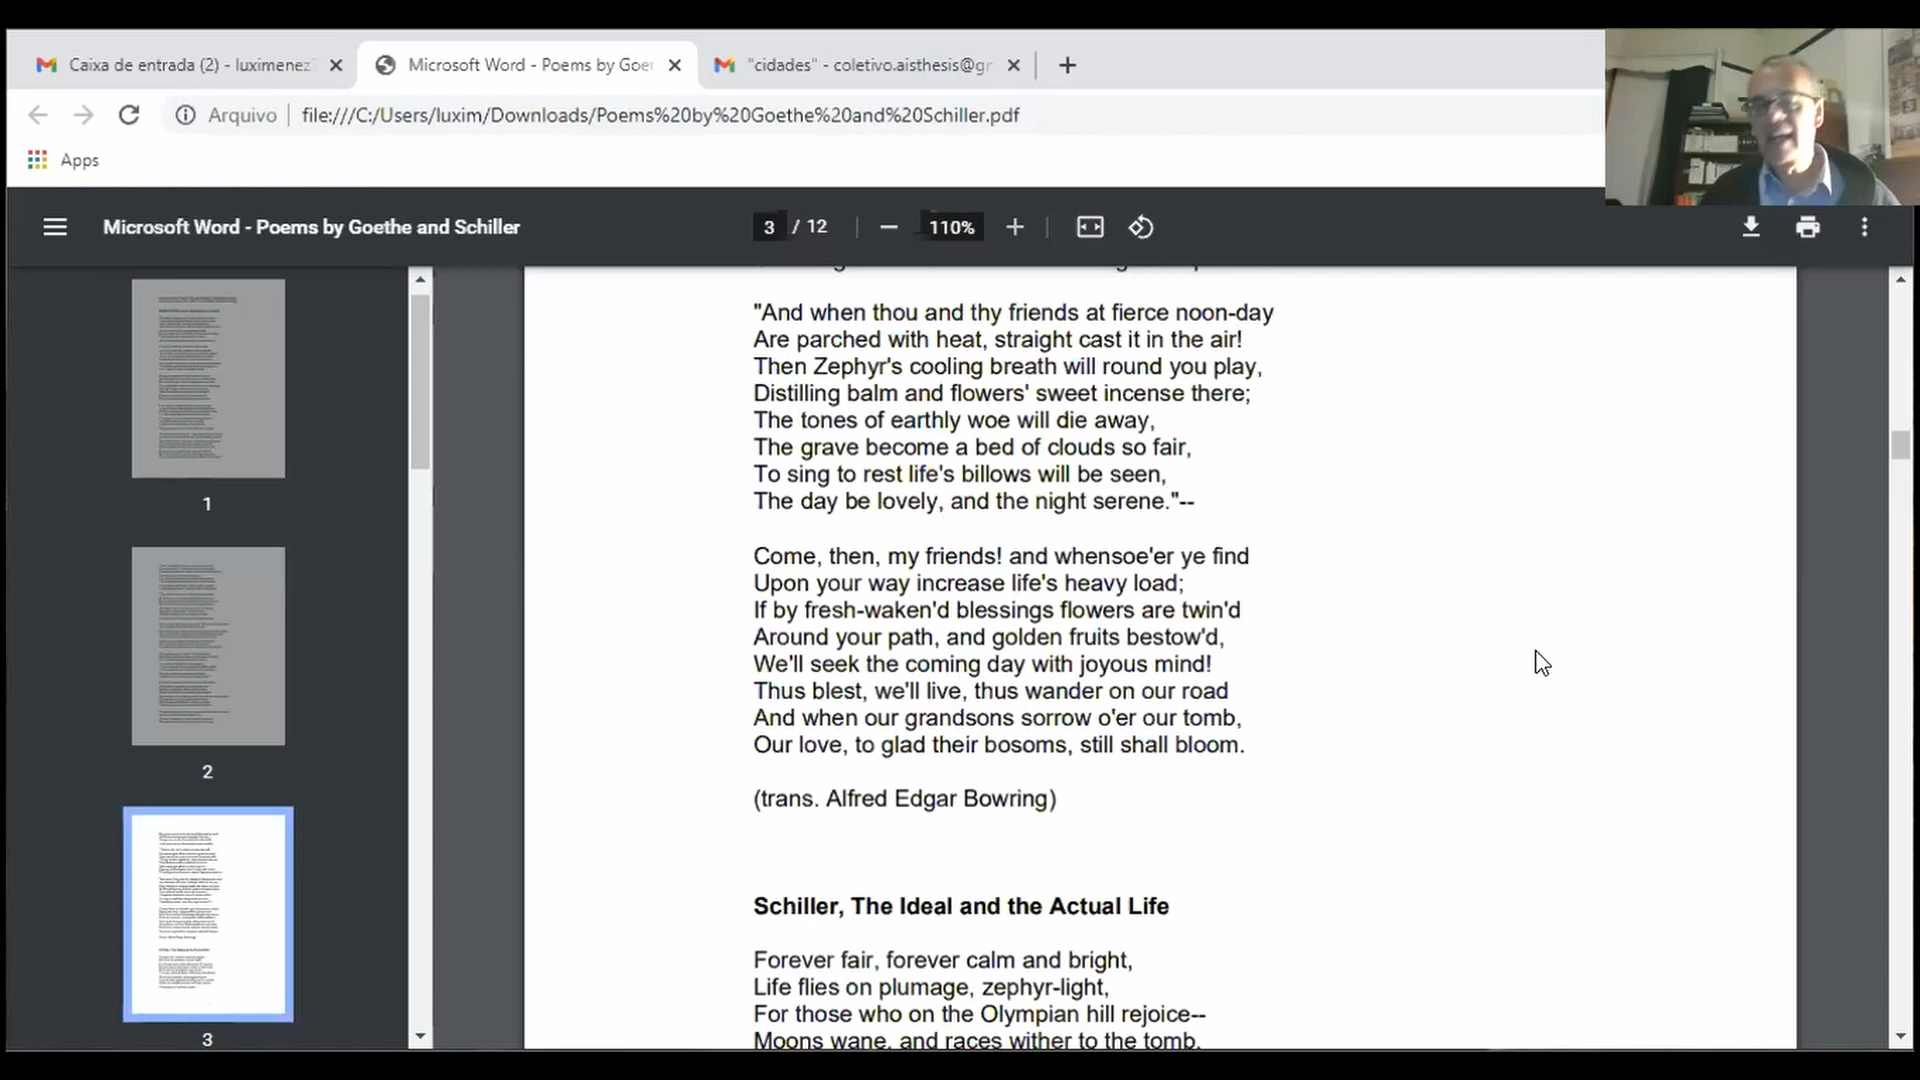 Caixa de entrada (2) - luximenez
Microsoft Word - Poems by Goet
"cidades" - coletivo.aisthesis@g
Arquivo
file:///C:/Users/luxim/Downloads/Poems%20by%20Goethe%20and%20Schiller.pdf
Apps
Microsoft Word - Poems by Goethe and Schiller
3 / 12
110%
1
2
3
"And when thou and thy friends at fierce noon-day
Are parched with heat, straight cast it in the air!
Then Zephyr's cooling breath will round you play,
Distilling balm and flowers' sweet incense there;
The tones of earthly woe will die away,
The grave become a bed of clouds so fair,
To sing to rest life's billows will be seen,
The day be lovely, and the night serene."--
Come, then, my friends! and whensoe'er ye find
Upon your way increase life's heavy load;
If by fresh-waken'd blessings flowers are twin'd
Around your path, and golden fruits bestow'd,
We'll seek the coming day with joyous mind!
Thus blest, we'll live, thus wander on our road
And when our grandsons sorrow o'er our tomb,
Our love, to glad their bosoms, still shall bloom.
(trans. Alfred Edgar Bowring)
Schiller, The Ideal and the Actual Life
Forever fair, forever calm and bright,
Life flies on plumage, zephyr-light,
For those who on the Olympian hill rejoice--
Moons wane, and races wither to the tomb,